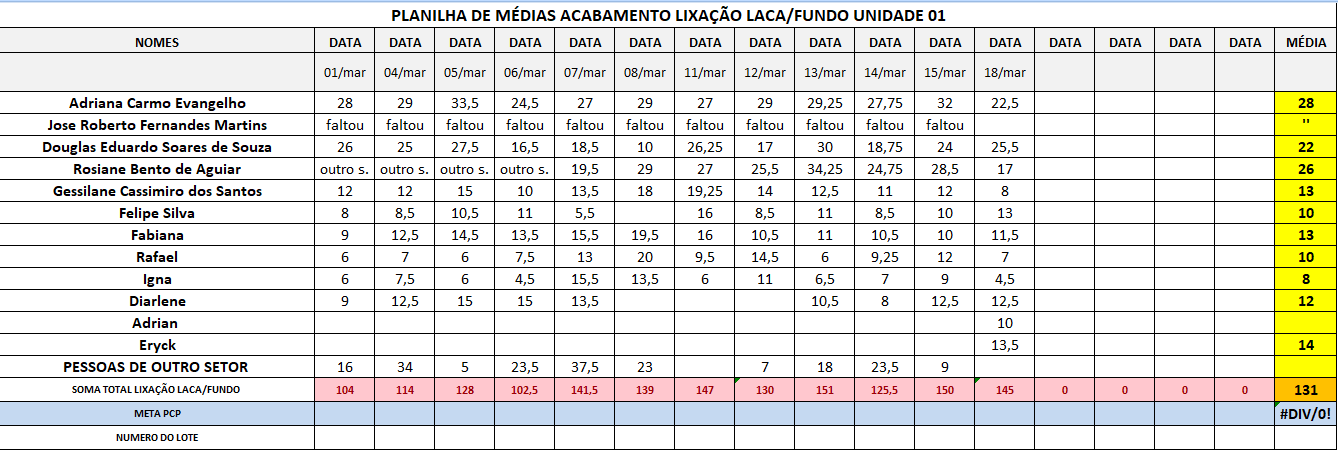 PLANILHA DE MÉDIAS ACABAMENTO LIXAÇÃO LACA/FUNDO UNIDADE 01
NOMES DATA DATA DATA DATA DATA DATA DATA DATA DATA DATA DATA DATA DATA DATA DATA DATA MÉDIA
01/mar 04/mar 05/mar 06/mar 07/mar 08/mar 11/mar 12/mar 13/mar 14/mar 15/mar 18/mar
Adriana Carmo Evangelho 28 29 33,5 24,5 27 29 27 29 29,25 27,75 32 22,5 28
Jose Roberto Fernandes Martins faltou faltou faltou faltou faltou faltou faltou faltou faltou faltou faltou "
Douglas Eduardo Soares de Souza 26 25 27,5 16,5 18,5 10 26,25 17 30 18,75 24 25,5 22
Rosiane Bento de Aguiar outro s. outro s. outro s. outro s. 19,5 29 27 25,5 34,25 24,75 28,5 17 26
Gessilane Cassimiro dos Santos 12 12 15 10 13,5 18 19,25 14 12,5 11 12 8 13
Felipe Silva 8 8,5 10,5 11 5,5 16 8,5 11 8,5 10 13 10
Fabiana 9 12,5 14,5 13,5 15,5 19,5 16 10,5 11 10,5 10 11,5 13
Rafael 6 7 6 7,5 13 20 9,5 14,5 6 9,25 12 7 10
Igna 6 7,5 6 4,5 15,5 13,5 6 11 6,5 7 9 4,5 8
Diarlene 9 12,5 15 15 13,5 10,5 8 12,5 12,5 12
Adrian 10
Eryck 13,5 14
PESSOAS DE OUTRO SETOR 16 34 5 23,5 37,5 23 7 18 23,5 9
SOMA TOTAL LIXAÇÃO LACA/FUNDO 104 114 128 102,5 141,5 139 147 130 151 125,5 150 145 0 0 0 0 131
META PCP #DIV/0!
NUMERO DO LOTE